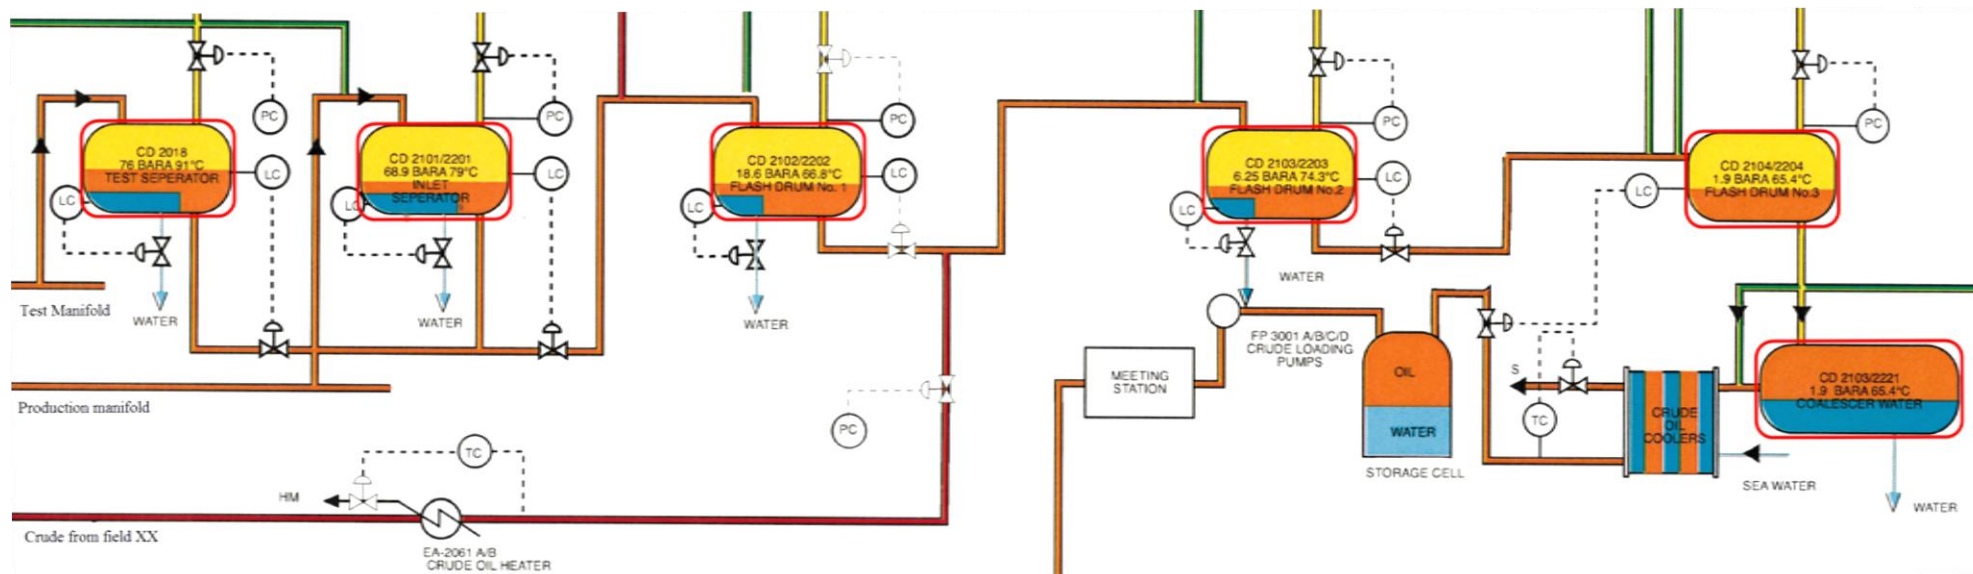 PC
PC
PC
PC
PC
CD 2018
76 BARA 91°C
TEST SEPERATOR
LC
LC
CD 2101/2201
68.9 BARA 79°C
INLET
SEPERATOR
LC
LC
CD 2102/2202
18.6 BARA 66.8°C
FLASH DRUM No. 1
LC
LC
CD 2103/2203
6.25 BARA 74.3°C
FLASH DRUM No.2
LC
LC
CD 2104/2204
1.9 BARA 65.4°C
FLASH DRUM No.3
LC
Test Manifold
WATER
WATER
WATER
WATER
FP 3001 A/B/C/D
CRUDE LOADING
PUMPS
MEETING
STATION
OIL
WATER
STORAGE CELL
S
TC
CRUDE
OIL
COOLERS
CD 2103/2221
1.9 BARA 65.4°C
COALESCER WATER
SEA WATER
WATER
Production manifold
PC
TC
HM
Crude from field XX
EA-2061 A/B
CRUDE OIL HEATER